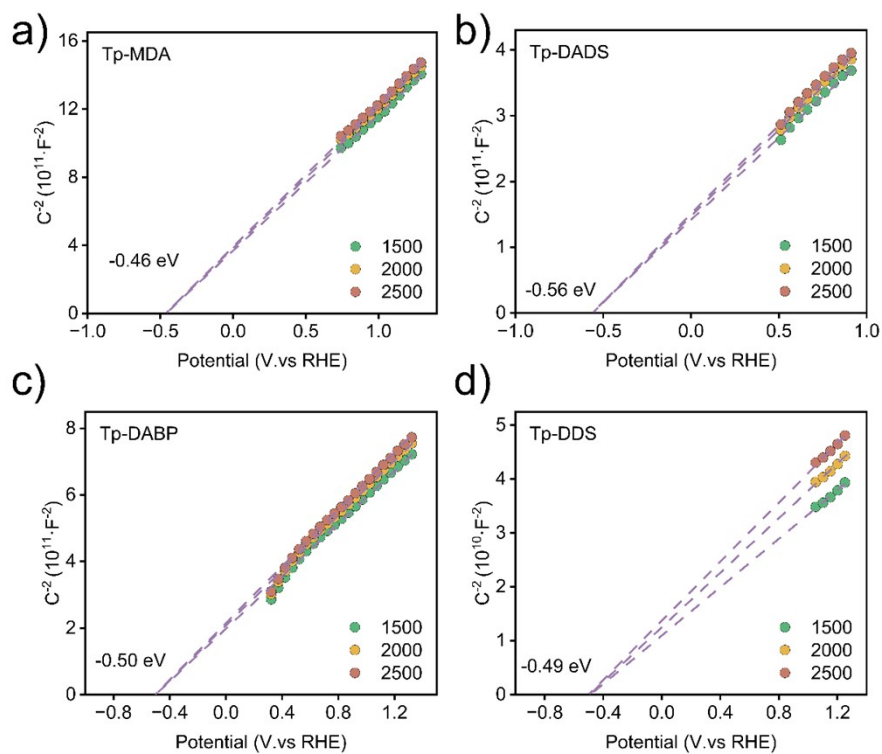 a)
Tp-MDA
C⁻² (10¹¹·F⁻²)
16
12
8
4
0
-0.46 eV
1500
2000
2500
−1.0 −0.5 0.0 0.5 1.0
Potential (V.vs RHE)
b)
Tp-DADS
C⁻² (10¹¹·F⁻²)
4
3
2
1
0
-0.56 eV
1500
2000
2500
−1.0 −0.5 0.0 0.5 1.0
Potential (V.vs RHE)
c)
Tp-DABP
C⁻² (10¹¹·F⁻²)
8
6
4
2
0
-0.50 eV
1500
2000
2500
−0.8 −0.4 0.0 0.4 0.8 1.2
Potential (V.vs RHE)
d)
Tp-DDS
C⁻² (10¹⁰·F⁻²)
5
4
3
2
1
0
-0.49 eV
1500
2000
2500
−0.8 −0.4 0.0 0.4 0.8 1.2
Potential (V.vs RHE)